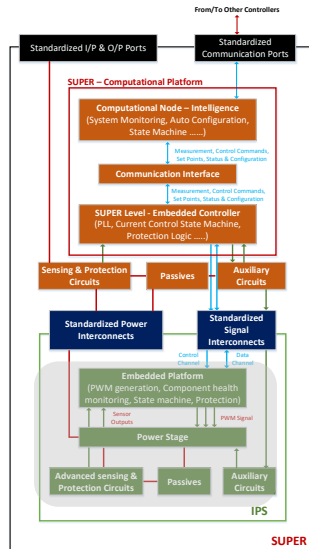 From/To Other Controllers
Standardized I/P & O/P Ports
Standardized
Communication Ports
SUPER – Computational Platform
Computational Node – Intelligence
(System Monitoring, Auto Configuration,
State Machine ......)
Measurement, Control Commands,
Set Points, Status & Configuration
Communication Interface
Measurement, Control Commands,
Set Points, Status & Configuration
SUPER Level - Embedded Controller
(PLL, Current Control State Machine,
Protection Logic .....)
Sensing & Protection
Circuits
Passives
Auxiliary
Circuits
Standardized Power
Interconnects
Standardized
Signal
Interconnects
Control
Channel
Data
Channel
Embedded Platform
(PWM generation, Component health
monitoring, State machine, Protection)
Sensor
Outputs
PWM Signal
Power Stage
Advanced sensing &
Protection Circuits
Passives
Auxiliary
Circuits
IPS
SUPER